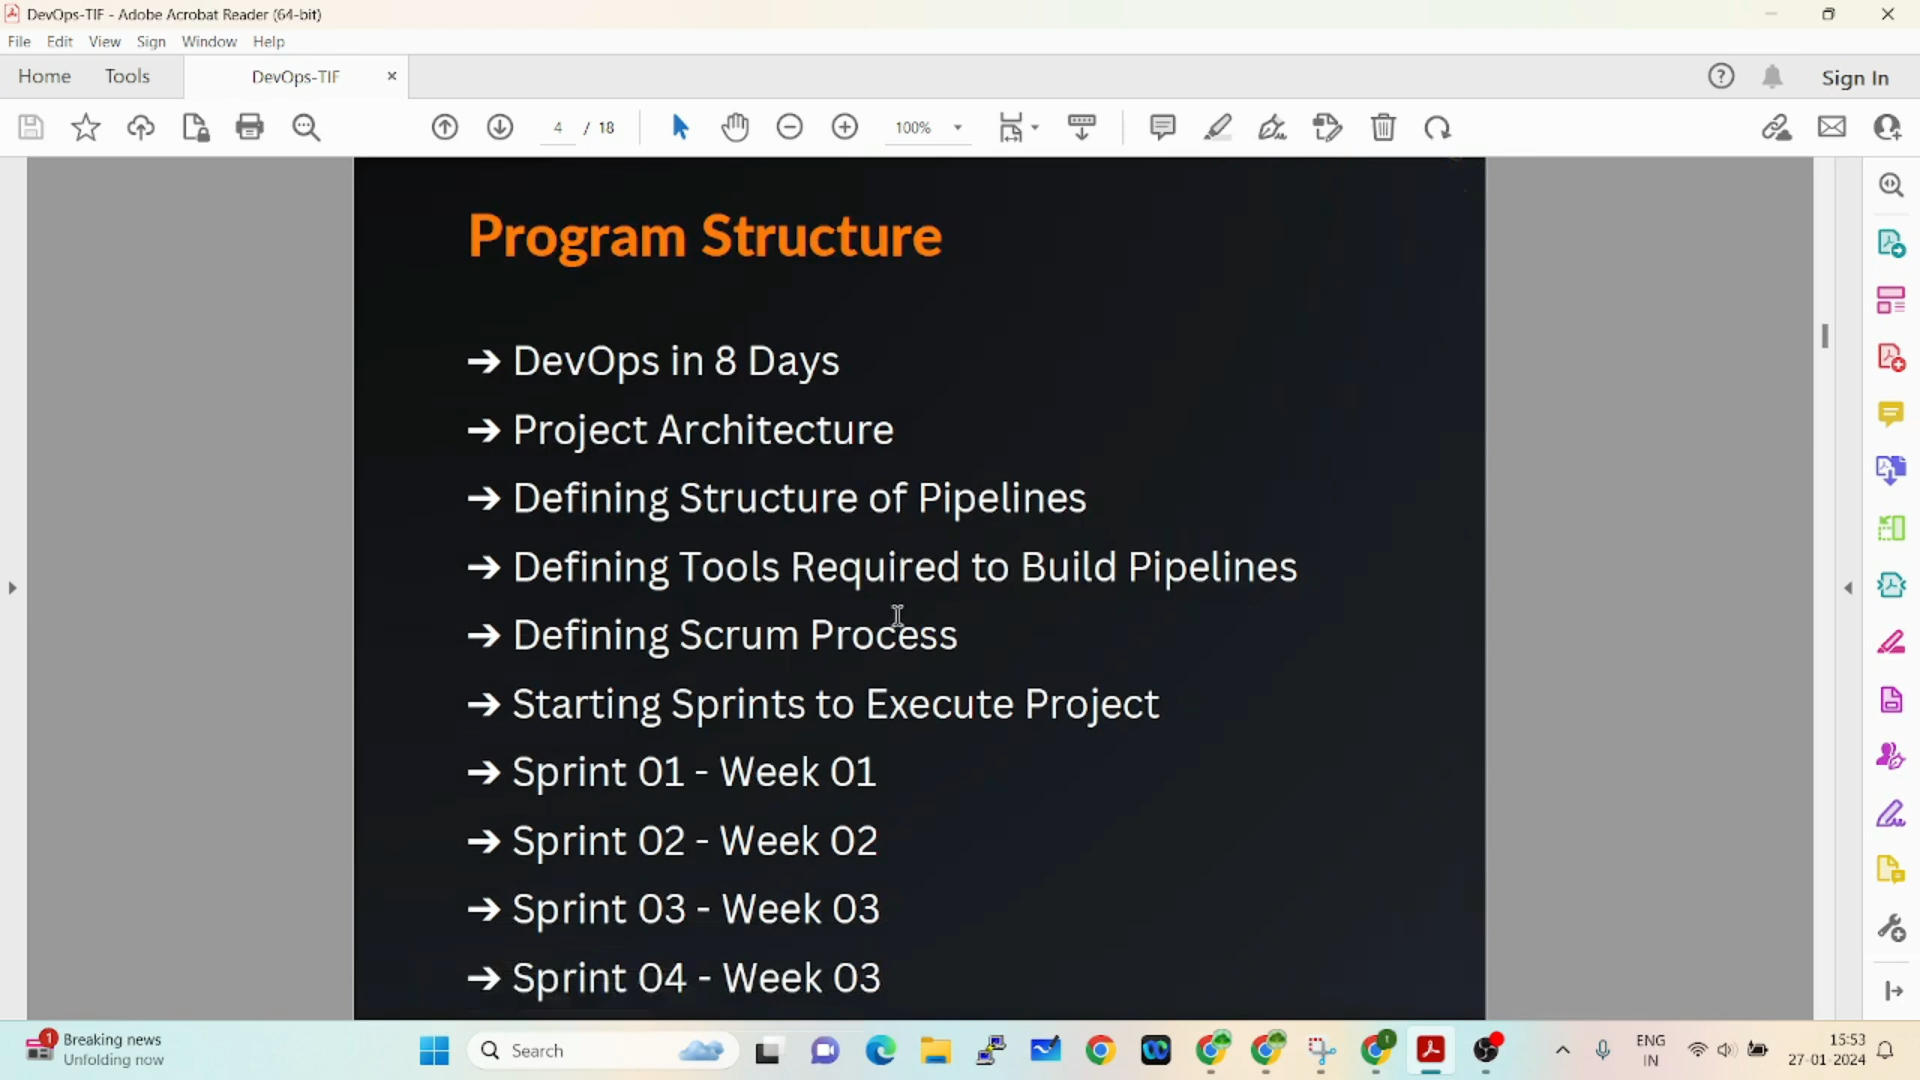 DevOps-TIF - Adobe Acrobat Reader (64-bit)
File Edit View Sign Window Help
Home Tools DevOps-TIF Sign In
4 / 18 100%
Program Structure
➔ DevOps in 8 Days
➔ Project Architecture
➔ Defining Structure of Pipelines
➔ Defining Tools Required to Build Pipelines
➔ Defining Scrum Process
➔ Starting Sprints to Execute Project
➔ Sprint 01 - Week 01
➔ Sprint 02 - Week 02
➔ Sprint 03 - Week 03
➔ Sprint 04 - Week 03
1 Breaking news
Unfolding now
Search
1
ENG
IN
15:53
27-01-2024